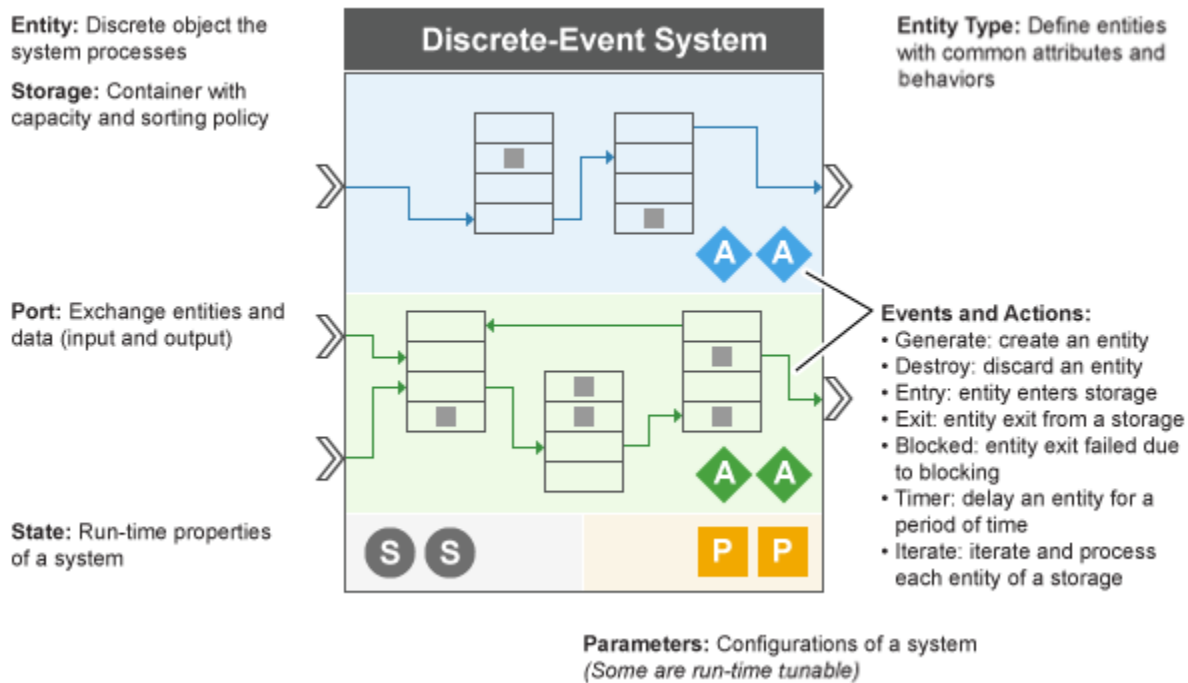 Entity: Discrete object the
system processes
Storage: Container with
capacity and sorting policy
Discrete-Event System
Entity Type: Define entities
with common attributes and
behaviors
A A
Port: Exchange entities and
data (input and output)
Events and Actions:
• Generate: create an entity
• Destroy: discard an entity
• Entry: entity enters storage
• Exit: entity exit from a storage
• Blocked: entity exit failed due
to blocking
• Timer: delay an entity for a
period of time
• Iterate: iterate and process
each entity of a storage
A A
State: Run-time properties
of a system
S S
P P
Parameters: Configurations of a system
(Some are run-time tunable)